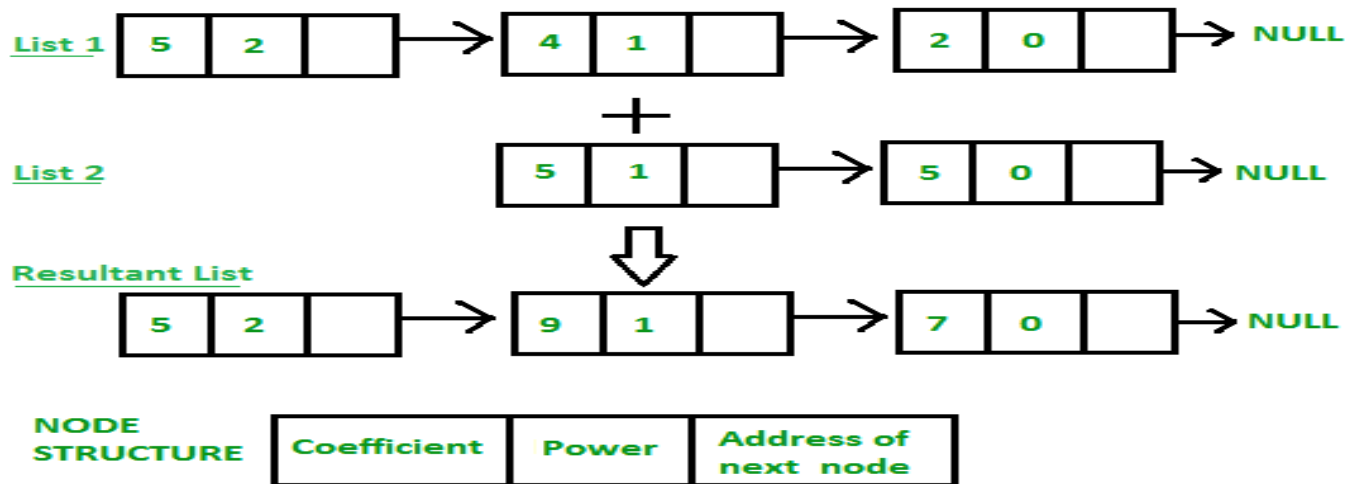 List 1 5 2 4 1 2 0 NULL
+
List 2 5 1 5 0 NULL
Resultant List
5 2 9 1 7 0 NULL
NODE
STRUCTURE
Coefficient Power Address of
next node